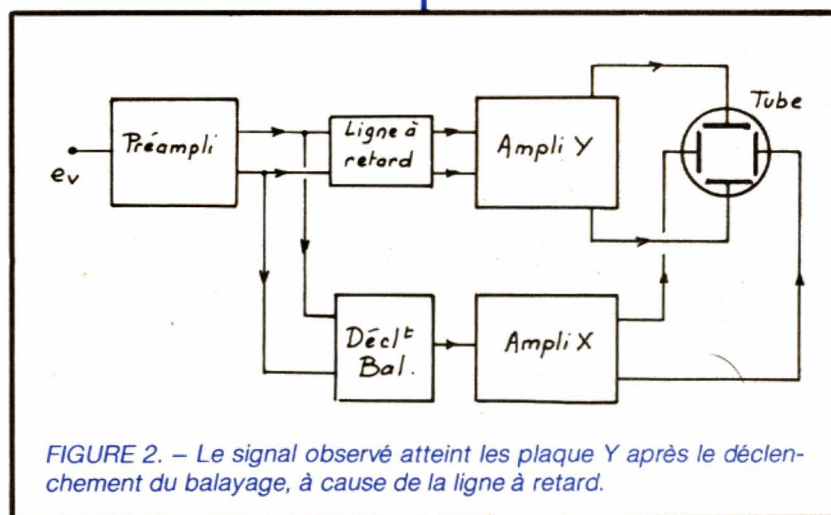 Préampli
e_v
Ligne à
retard
Ampli Y
Tube
Décl^t
Bal.
Ampli X
FIGURE 2. – Le signal observé atteint les plaque Y après le déclen-
chement du balayage, à cause de la ligne à retard.